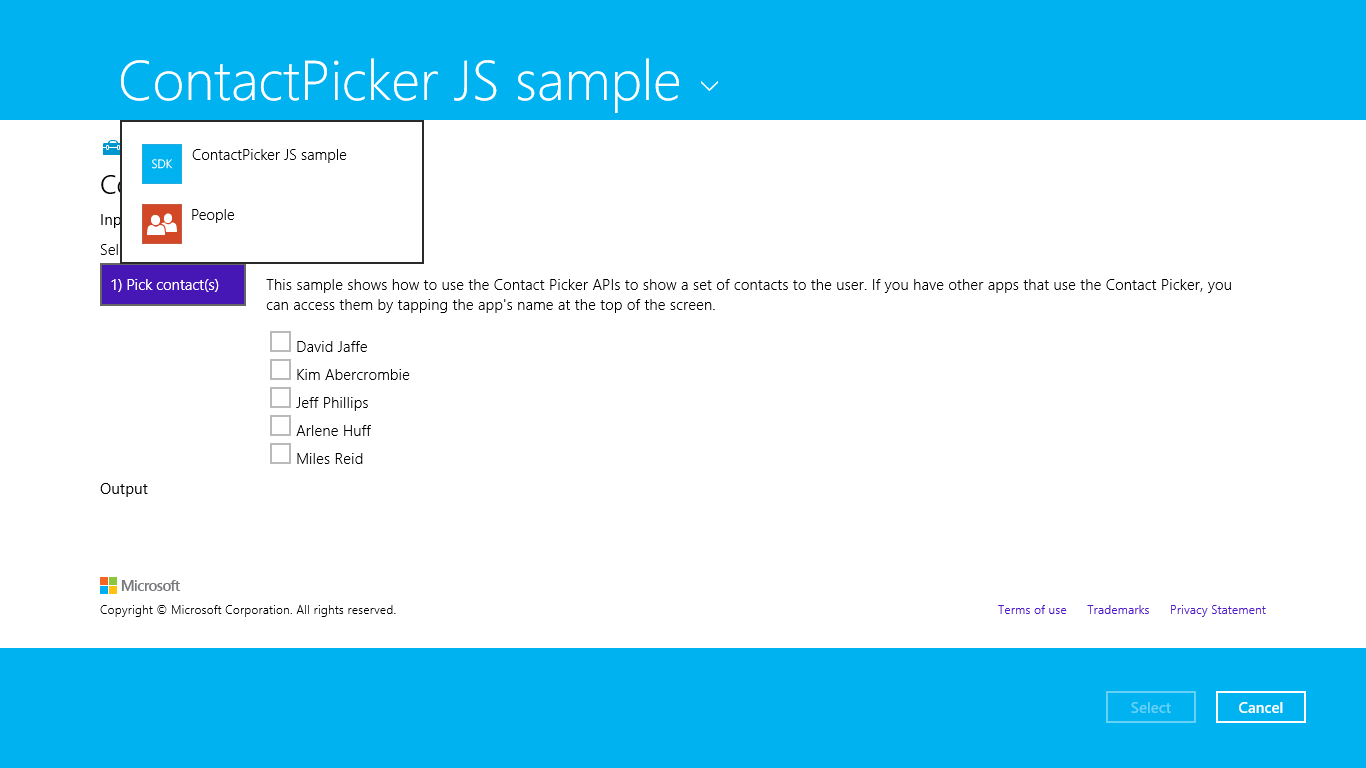 ContactPicker JS sample
SDK ContactPicker JS sample
People
Inp
Sel
1) Pick contact(s)
This sample shows how to use the Contact Picker APIs to show a set of contacts to the user. If you have other apps that use the Contact Picker, you
can access them by tapping the app's name at the top of the screen.
David Jaffe
Kim Abercrombie
Jeff Phillips
Arlene Huff
Miles Reid
Output
Microsoft
Copyright © Microsoft Corporation. All rights reserved.
Terms of use Trademarks Privacy Statement
Select Cancel